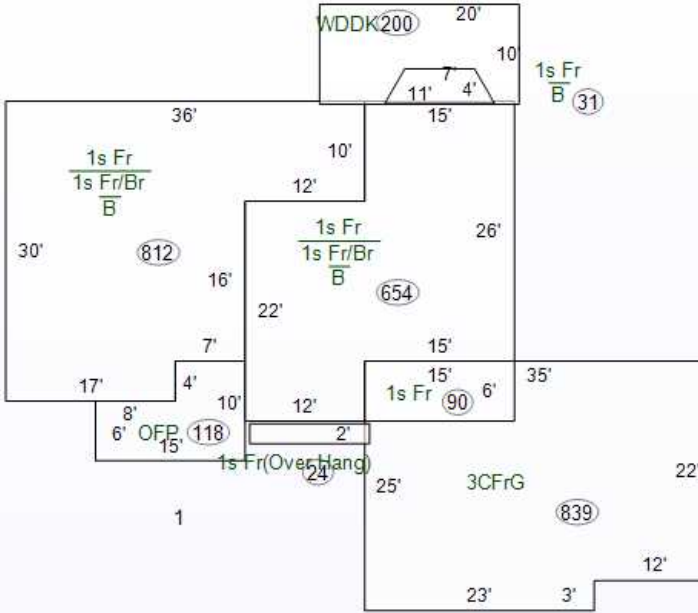 WDDK 200
20'
10'
7'
11' 4'
1s Fr
B
31
36'
15'
10'
1s Fr
1s Fr/Br
B
12'
1s Fr
1s Fr/Br
B
26'
30'
812
16'
654
22'
7'
15'
15' 35'
17' 4' 1s Fr 90 6'
8' 10' 12'
6' OFP 118 2'
15'
1s Fr(Over Hang)
24
25' 3CFrG 22'
839
1
12'
23' 3'